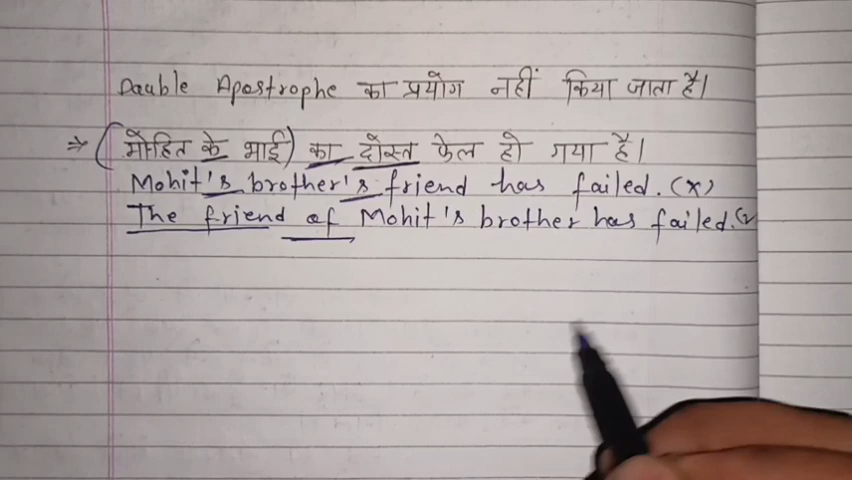 Double Apostrophe का प्रयोग नहीं किया जाता है।
⇒ (मोहित के भाई) का दोस्त फेल हो गया है।
Mohit's brother's friend has failed. (x)
The friend of Mohit's brother has failed. (✓